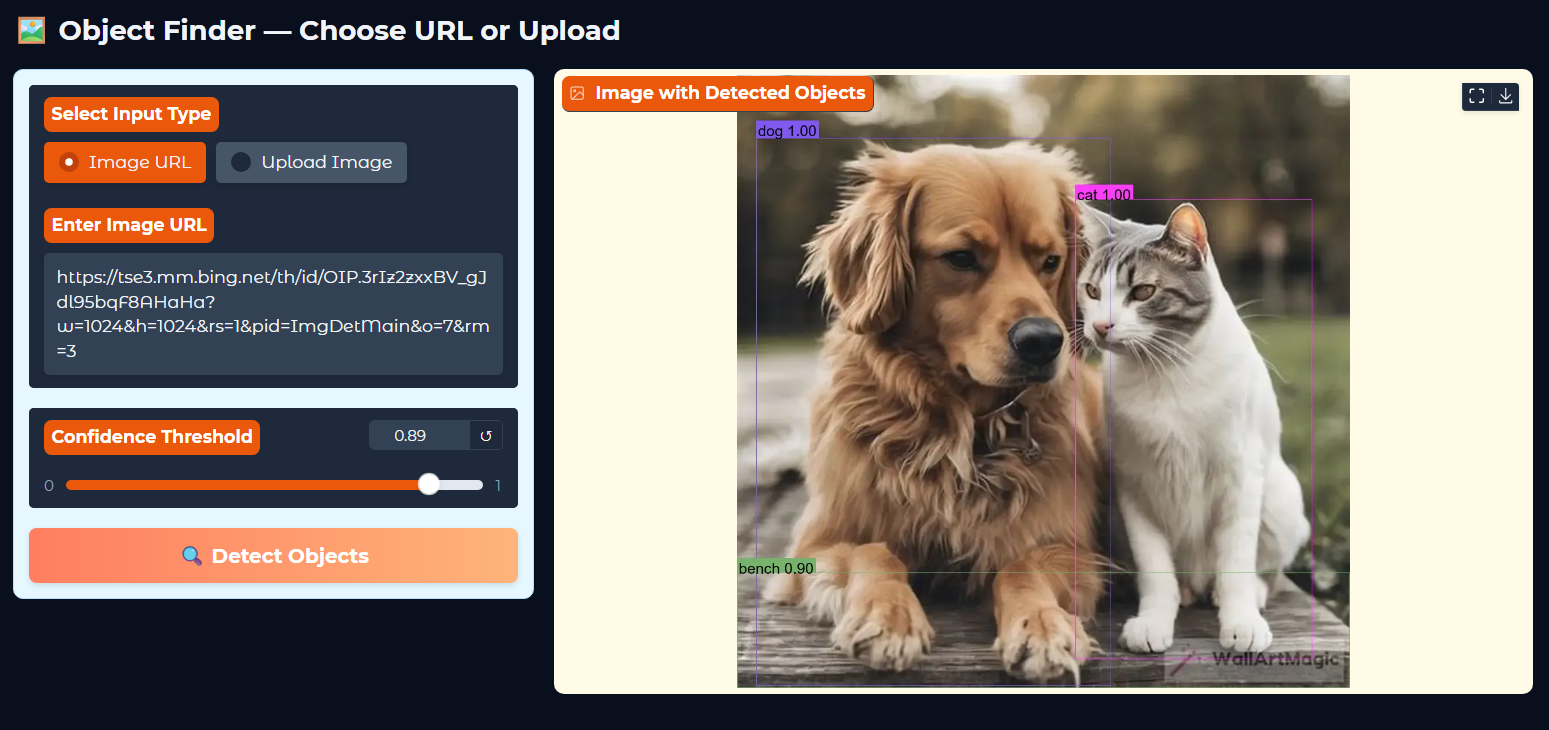 Object Finder — Choose URL or Upload
Select Input Type
Image URL
Upload Image
Enter Image URL
https://tse3.mm.bing.net/th/id/OIP.3rIz2zxxBV_gJ
dl95bqF8AHaHa?
w=1024&h=1024&rs=1&pid=ImgDetMain&o=7&rm
=3
Confidence Threshold
0.89
0
1
Detect Objects
Image with Detected Objects
dog 1.00
cat 1.00
bench 0.90
WallArtMagic